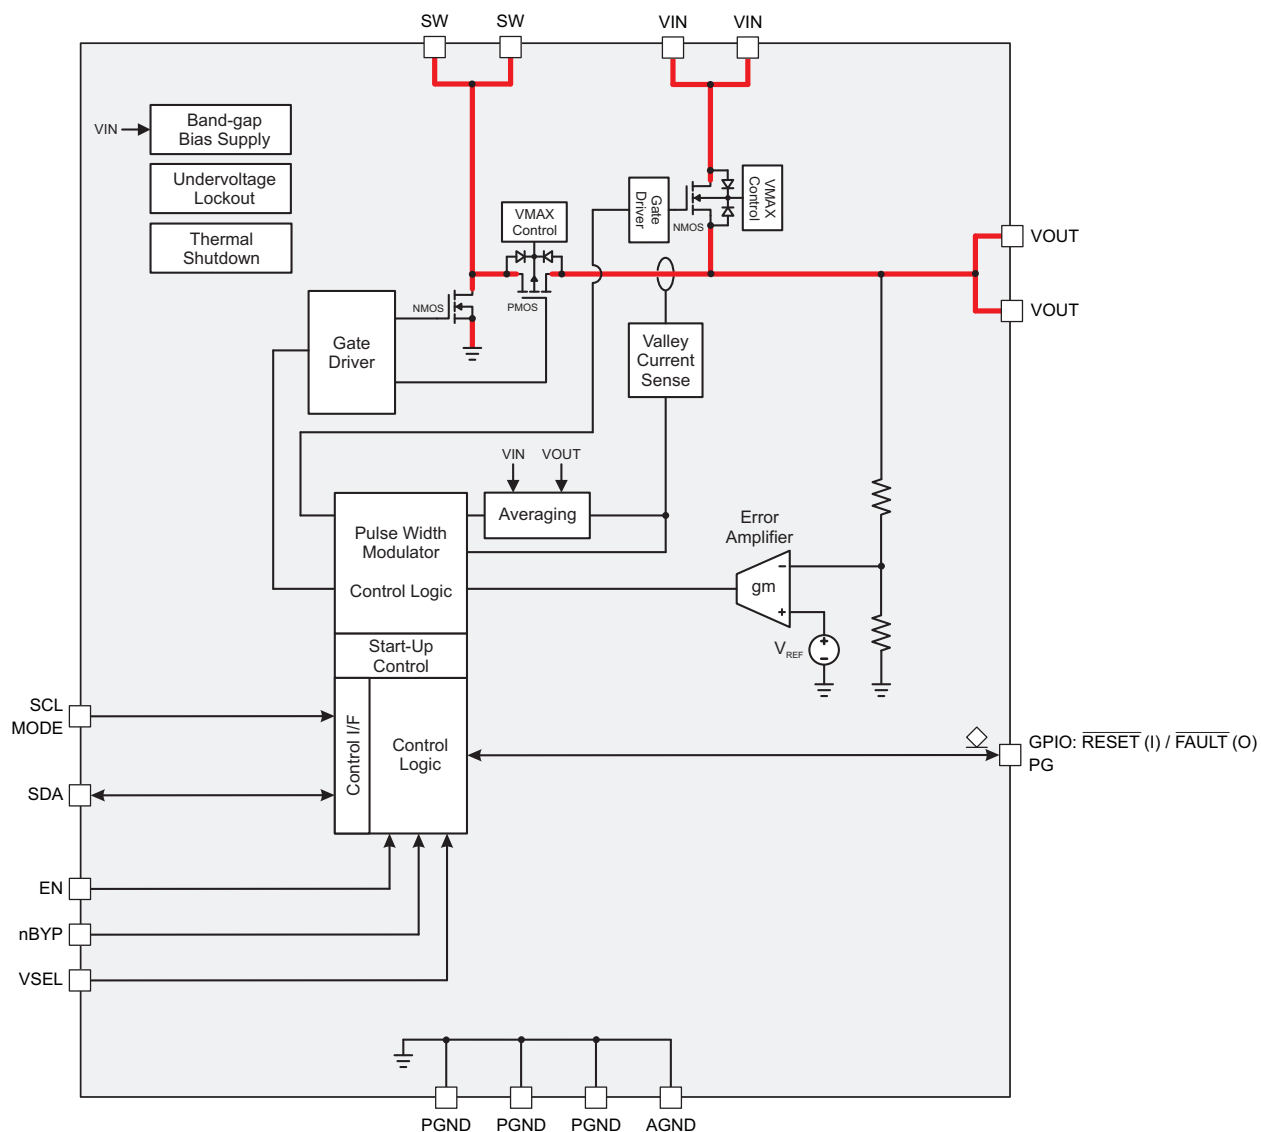 SW
SW
VIN
VIN
VIN
Band-gap
Bias Supply
Undervoltage
Lockout
Thermal
Shutdown
VMAX
Control
Gate
Driver
NMOS
VMAX
Control
VOUT
VOUT
NMOS
PMOS
Gate
Driver
Valley
Current
Sense
VIN
VOUT
Averaging
Pulse Width
Modulator
Control Logic
Error
Amplifier
gm
−
+
VREF
+
−
Start-Up
Control
Control I/F
Control
Logic
SCL
MODE
SDA
EN
nBYP
VSEL
GPIO: RESET (I) / FAULT (O)
PG
PGND
PGND
PGND
AGND